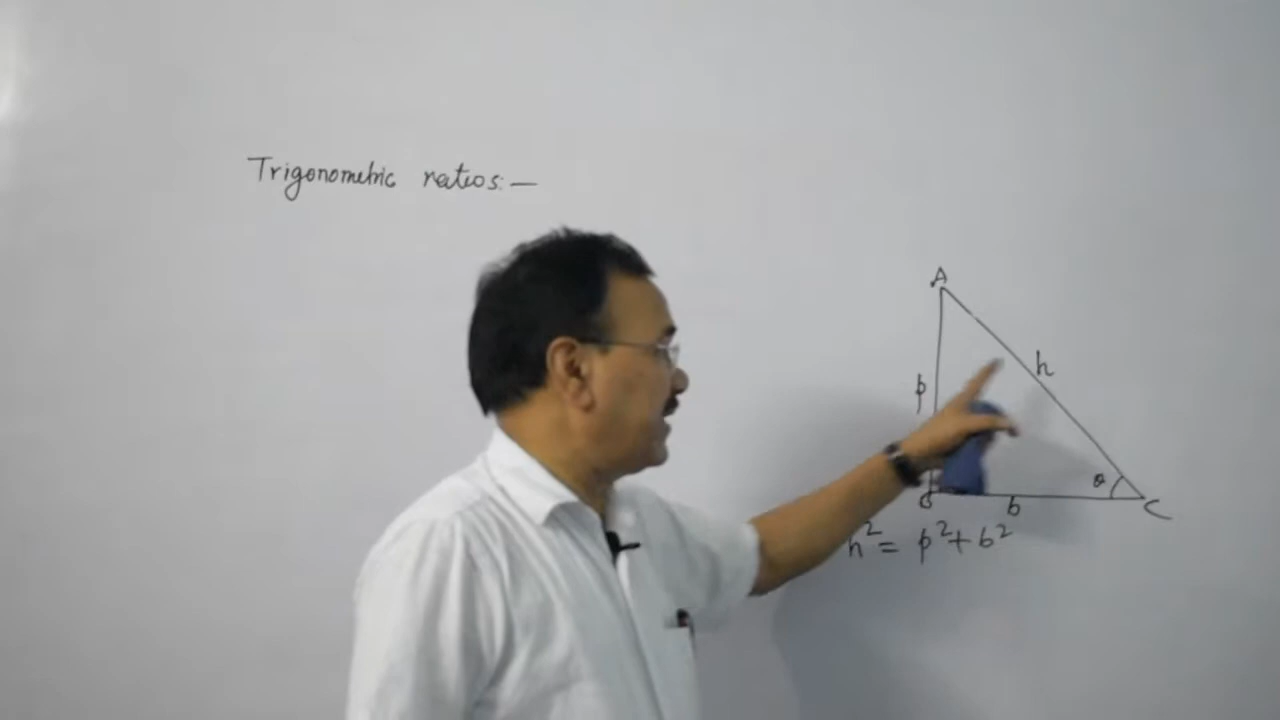 Trigonometric ratios:—
A
p
h
B
b
θ
C
h² = p² + b²